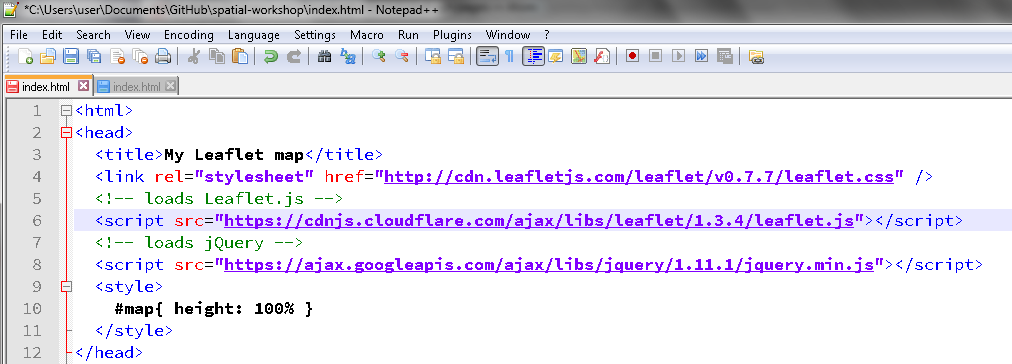 *C:\Users\user\Documents\GitHub\spatial-workshop\index.html - Notepad++
File Edit Search View Encoding Language Settings Macro Run Plugins Window ?
index.html index.html
1 <html>
2 <head>
3 <title>My Leaflet map</title>
4 <link rel="stylesheet" href="http://cdn.leafletjs.com/leaflet/v0.7.7/leaflet.css" />
5 <!-- loads Leaflet.js -->
6 <script src="https://cdnjs.cloudflare.com/ajax/libs/leaflet/1.3.4/leaflet.js"></script>
7 <!-- loads jQuery -->
8 <script src="https://ajax.googleapis.com/ajax/libs/jquery/1.11.1/jquery.min.js"></script>
9 <style>
10 #map{ height: 100% }
11 </style>
12 </head>